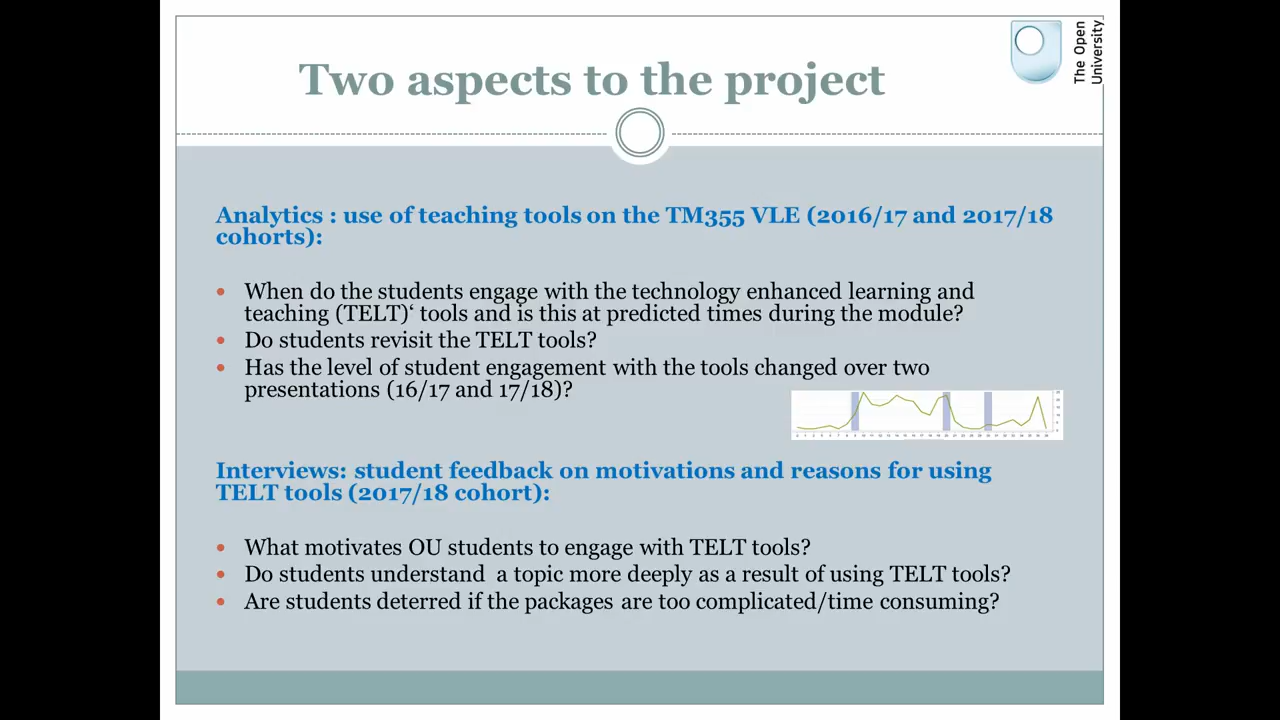 Two aspects to the project
The Open
University
Analytics : use of teaching tools on the TM355 VLE (2016/17 and 2017/18
cohorts):
• When do the students engage with the technology enhanced learning and
teaching (TELT)‘ tools and is this at predicted times during the module?
• Do students revisit the TELT tools?
• Has the level of student engagement with the tools changed over two
presentations (16/17 and 17/18)?
Interviews: student feedback on motivations and reasons for using
TELT tools (2017/18 cohort):
• What motivates OU students to engage with TELT tools?
• Do students understand  a topic more deeply as a result of using TELT tools?
• Are students deterred if the packages are too complicated/time consuming?